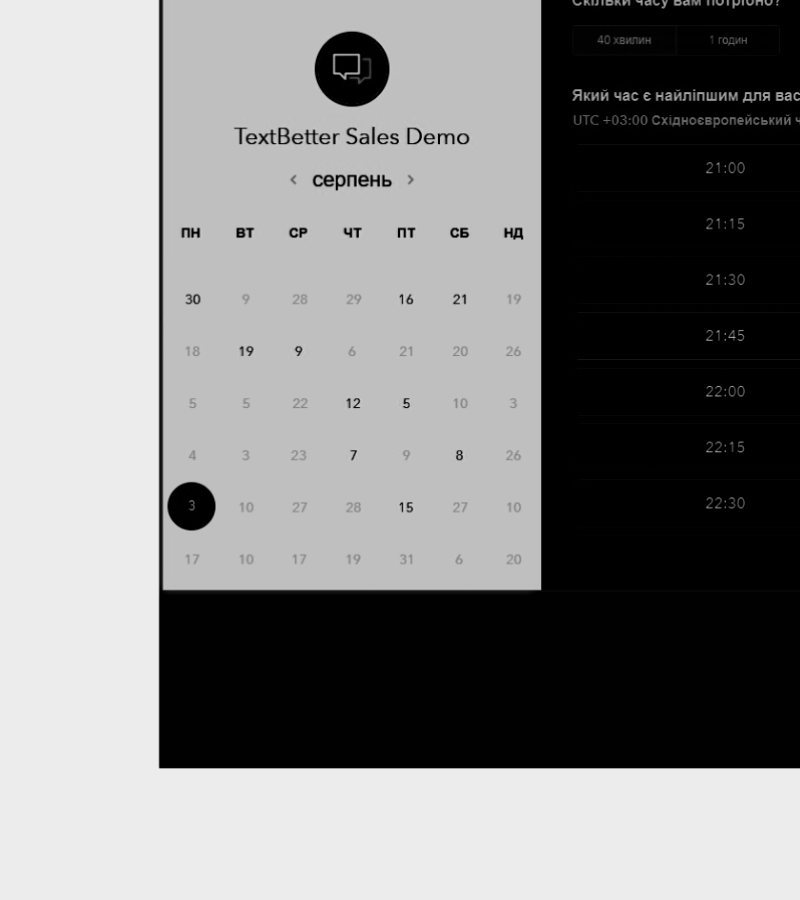 TextBetter Sales Demo
< серпень >
ПН ВТ СР ЧТ ПТ СБ НД
30 9 28 29 16 21 19
18 19 9 6 21 20 26
5 5 22 12 5 10 3
4 3 23 7 9 8 26
3 10 27 28 15 27 10
17 10 17 19 31 6 20
Скільки часу вам потрібно?
40 хвилин 1 годин
Який час є найліпшим для вас
UTC +03:00 Східноєвропейський
21:00
21:15
21:30
21:45
22:00
22:15
22:30